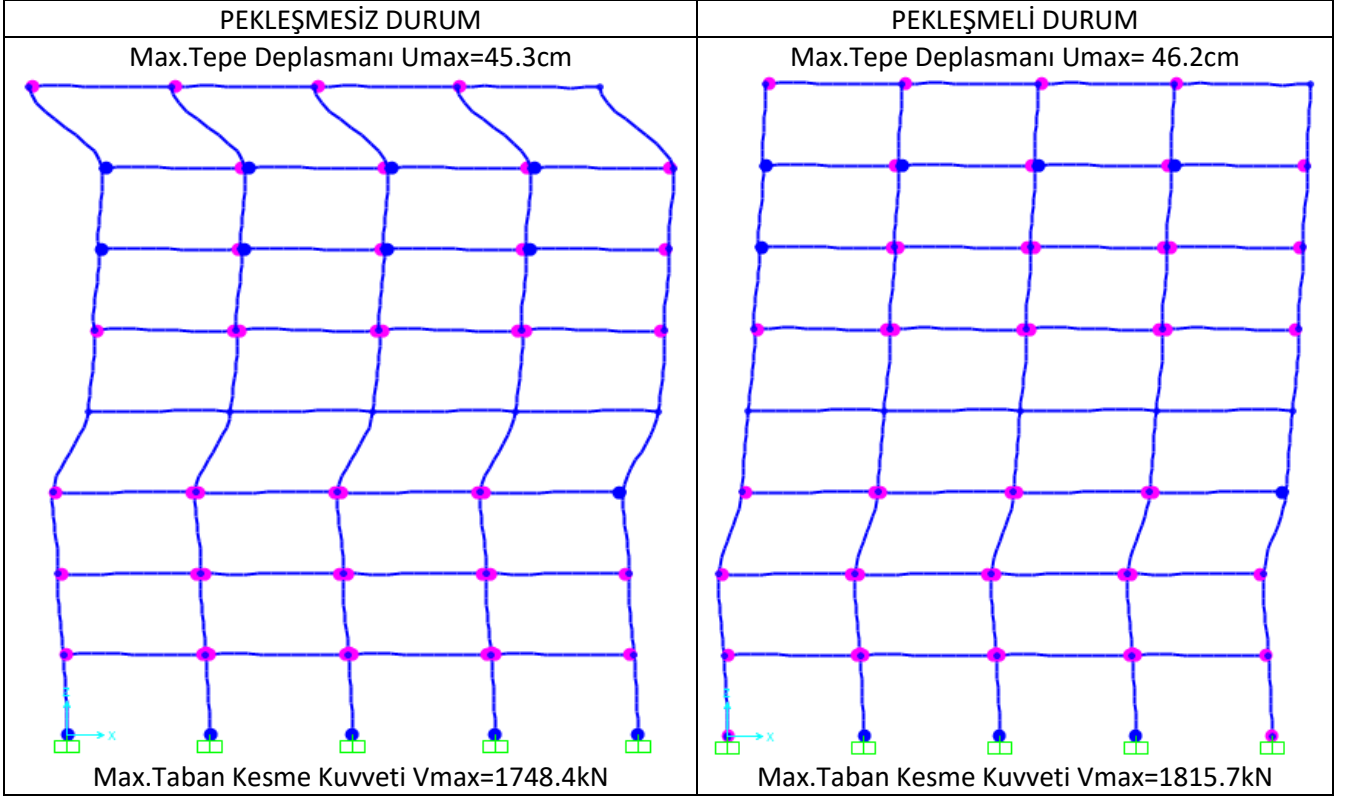 PEKLEŞMESİZ DURUM
Max.Tepe Deplasmanı Umax=45.3cm
Z
X
Max.Taban Kesme Kuvveti Vmax=1748.4kN
PEKLEŞMELİ DURUM
Max.Tepe Deplasmanı Umax= 46.2cm
Z
X
Max.Taban Kesme Kuvveti Vmax=1815.7kN